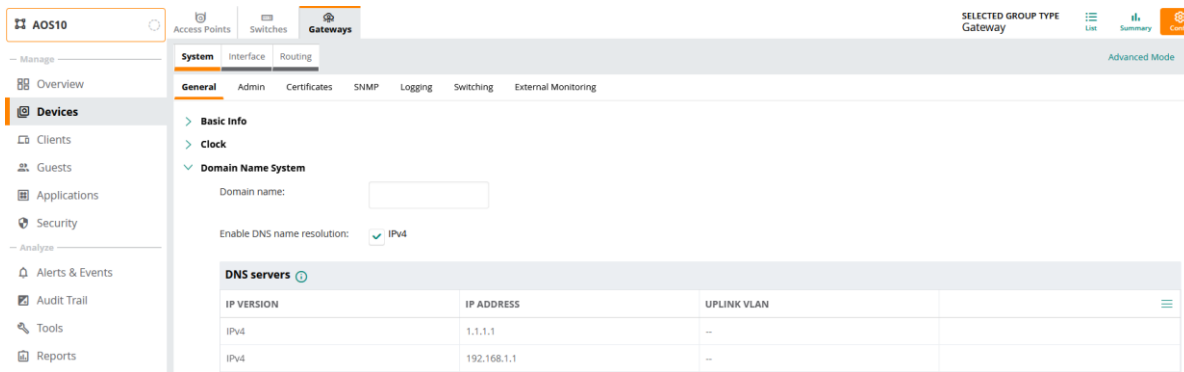 AOS10
Access Points
Switches
Gateways
SELECTED GROUP TYPE
Gateway
List
Summary
— Manage —
Overview
Devices
Clients
Guests
Applications
Security
— Analyze —
Alerts & Events
Audit Trail
Tools
Reports
System Interface Routing
Advanced Mode
General Admin Certificates SNMP Logging Switching External Monitoring
Basic Info
Clock
Domain Name System
Domain name:
Enable DNS name resolution: IPv4
DNS servers
IP VERSION IP ADDRESS UPLINK VLAN
IPv4 1.1.1.1 --
IPv4 192.168.1.1 --